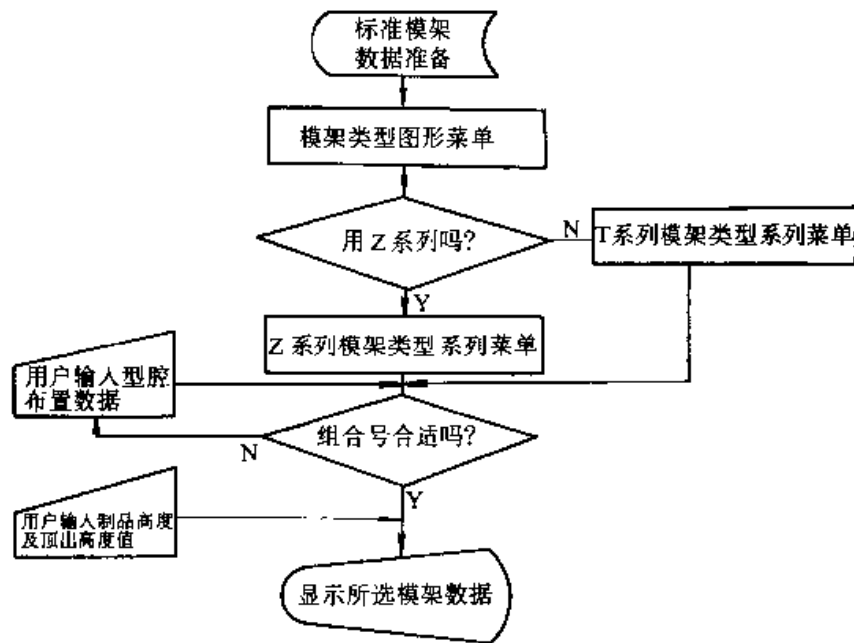 标准模架
数据准备
模架类型图形菜单
用 Z 系列吗?
N
T系列模架类型系列菜单
Y
Z 系列模架类型系列菜单
用户输入型腔
布置数据
组合号合适吗?
N
Y
用户输入制品高度
及顶出高度值
显示所选模架数据